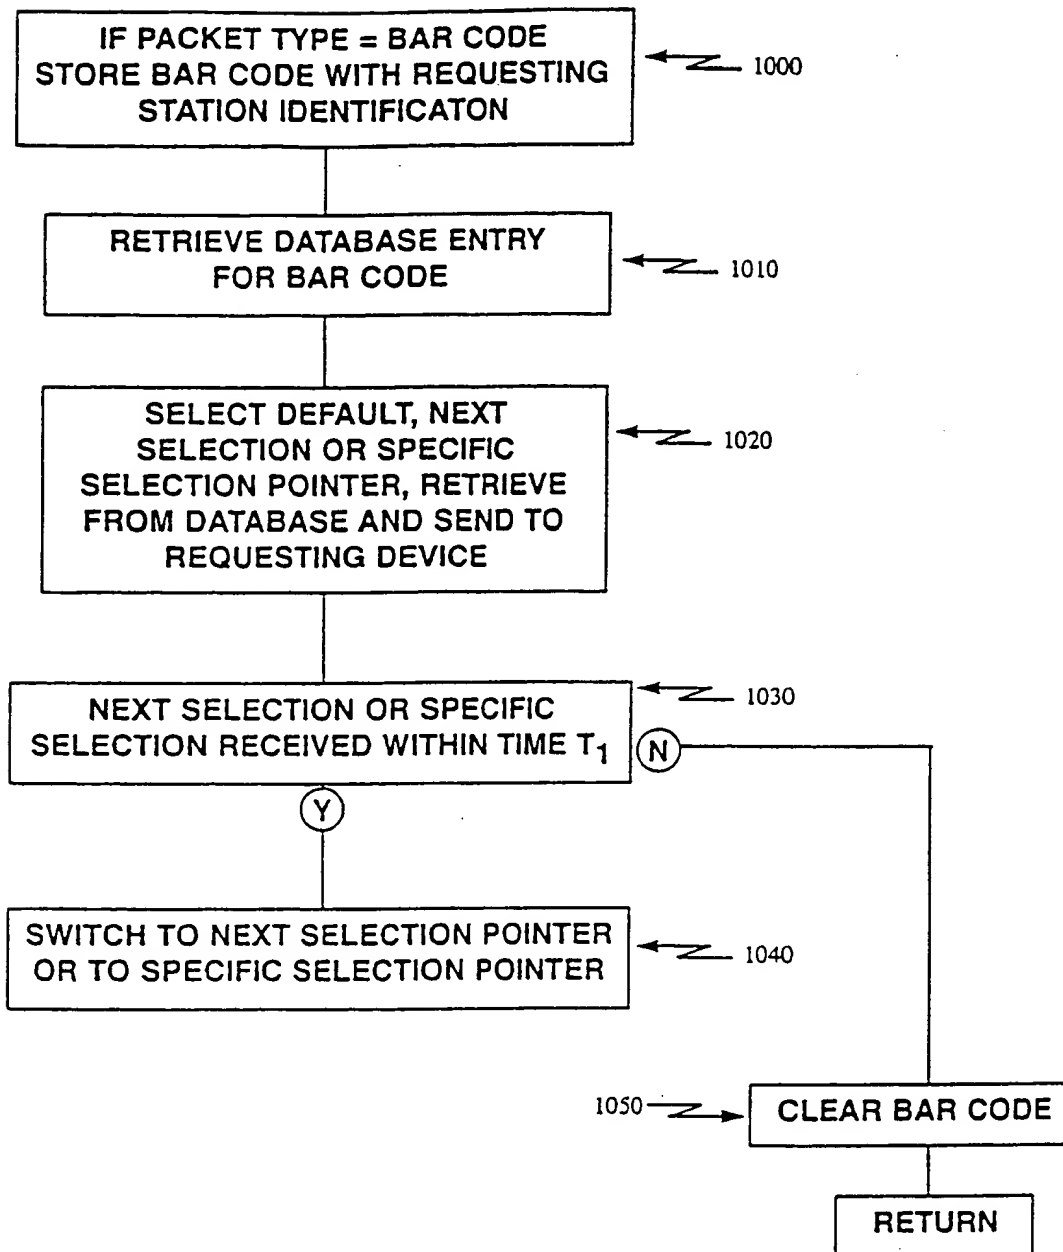 IF PACKET TYPE = BAR CODE
STORE BAR CODE WITH REQUESTING
STATION IDENTIFICATON
1000
RETRIEVE DATABASE ENTRY
FOR BAR CODE
1010
SELECT DEFAULT, NEXT
SELECTION OR SPECIFIC
SELECTION POINTER, RETRIEVE
FROM DATABASE AND SEND TO
REQUESTING DEVICE
1020
NEXT SELECTION OR SPECIFIC
SELECTION RECEIVED WITHIN TIME T1
1030
N
Y
SWITCH TO NEXT SELECTION POINTER
OR TO SPECIFIC SELECTION POINTER
1040
1050
CLEAR BAR CODE
RETURN